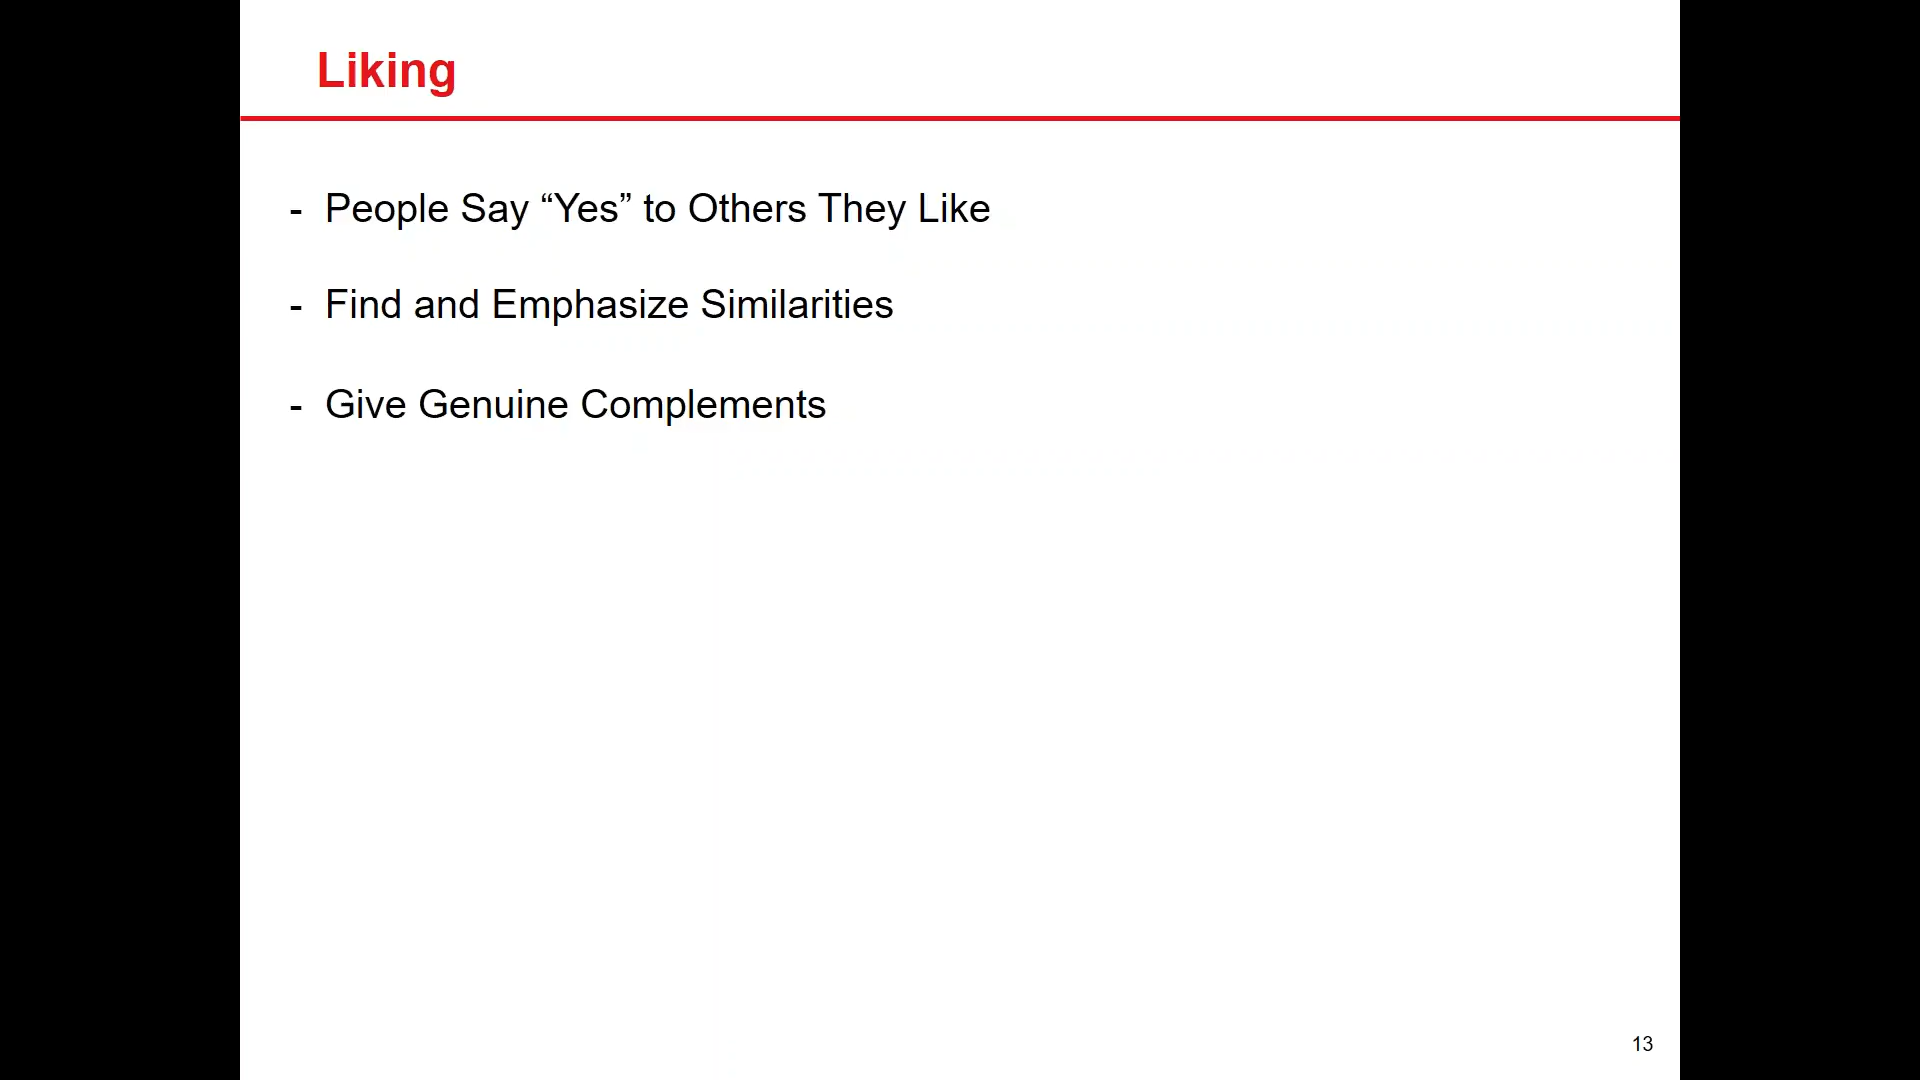 Liking
- People Say “Yes” to Others They Like
- Find and Emphasize Similarities
- Give Genuine Complements
13